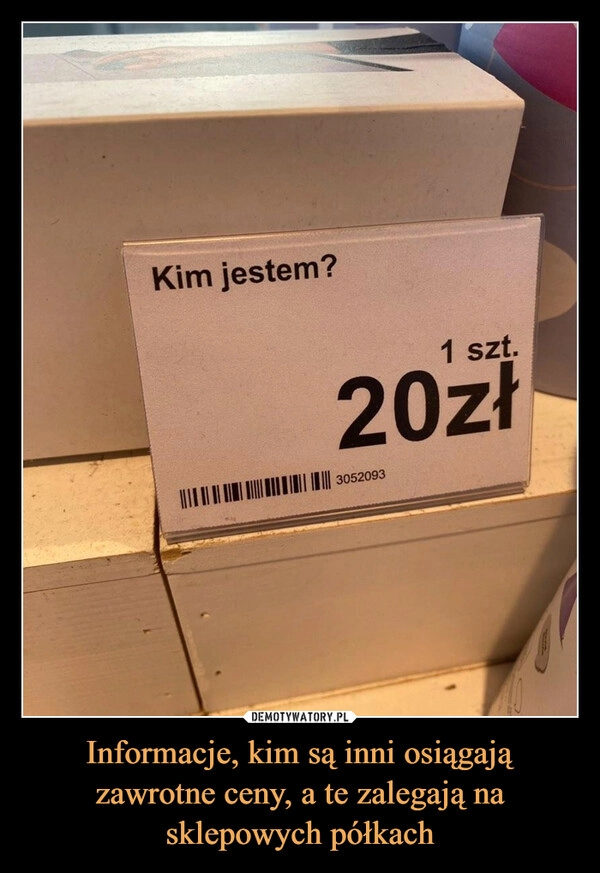 Kim jestem?
1 szt.
20zł
3052093
DEMOTYWATORY.PL
Informacje, kim są inni osiągają
zawrotne ceny, a te zalegają na
sklepowych półkach